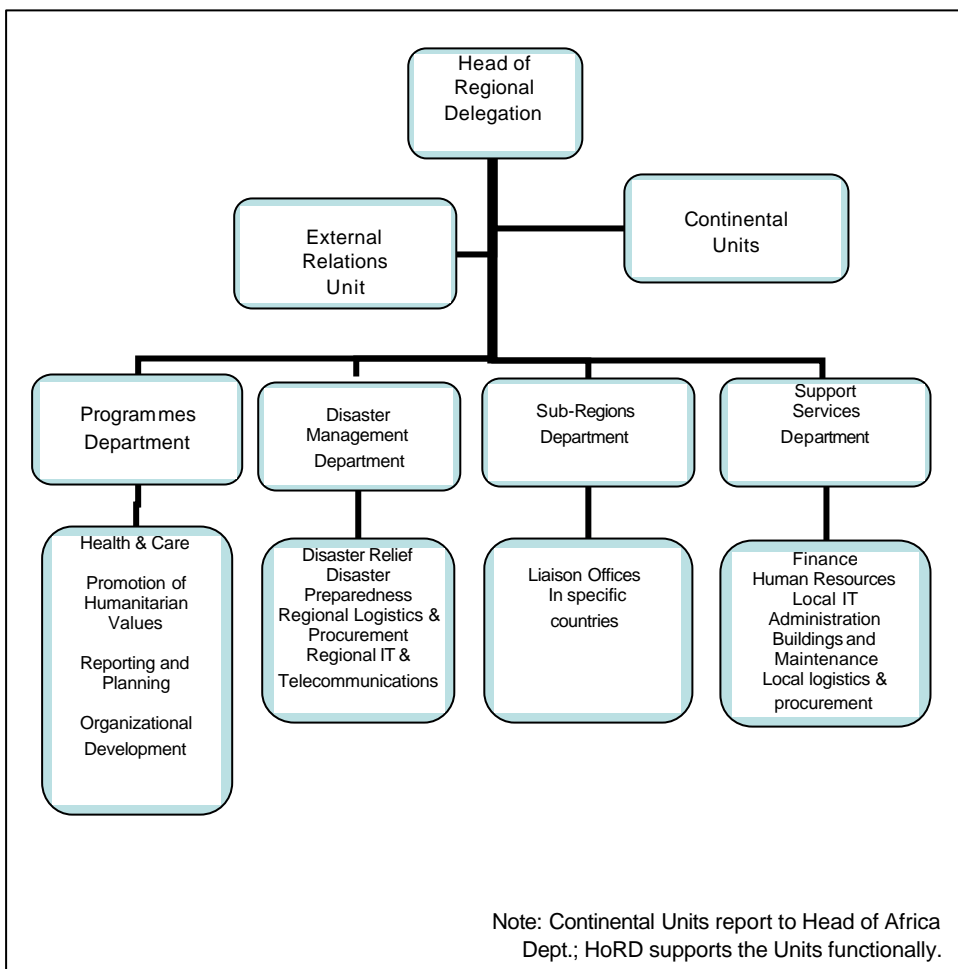 Head of
Regional
Delegation
External
Relations
Unit
Continental
Units
Programmes
Department
Disaster
Management
Department
Sub-Regions
Department
Support
Services
Department
Health & Care
Promotion of
Humanitarian
Values
Reporting and
Planning
Organizational
Development
Disaster Relief
Disaster
Preparedness
Regional Logistics &
Procurement
Regional IT &
Telecommunications
Liaison Offices
In specific
countries
Finance
Human Resources
Local IT
Administration
Buildings and
Maintenance
Local logistics &
procurement
Note: Continental Units report to Head of Africa
Dept.; HoRD supports the Units functionally.